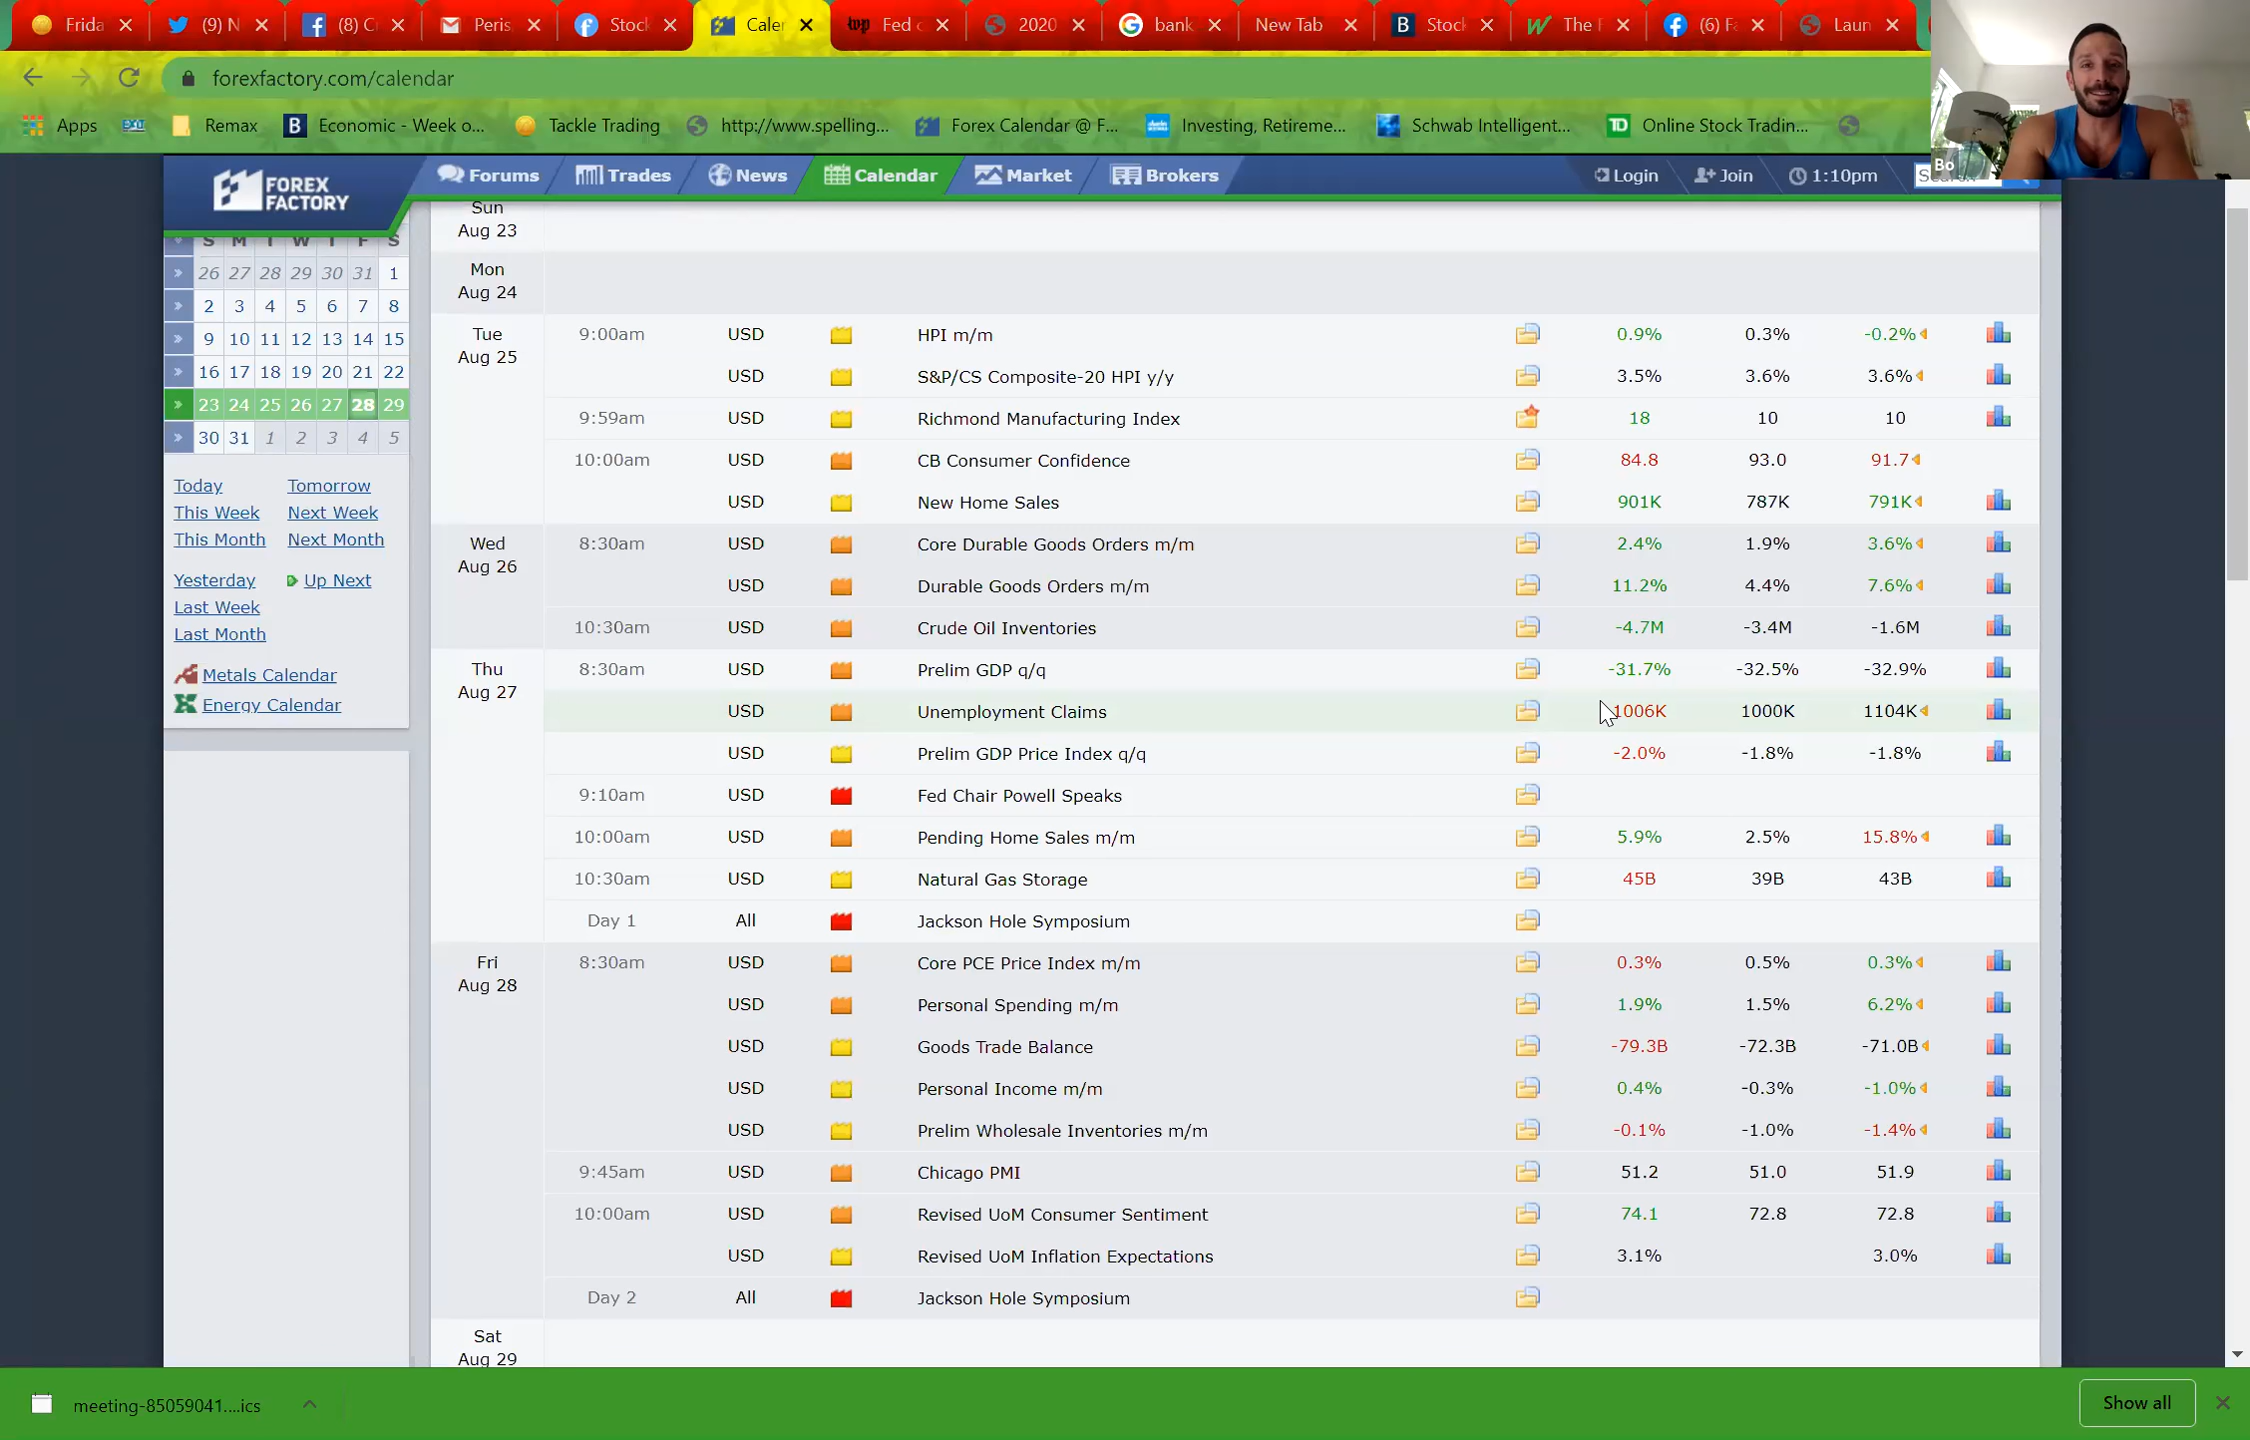 Frida
(9) N
(8) C
Peris
Stock
Caler
Fed c
2020
bank
New Tab
Stock
The F
(6) Fa
Laun
forexfactory.com/calendar
Apps
EXIT
Remax
Economic - Week o...
Tackle Trading
http://www.spelling...
Forex Calendar @ F...
Investing, Retireme...
Schwab Intelligent...
Online Stock Tradin...
Bo
FOREX FACTORY
Forums
Trades
News
Calendar
Market
Brokers
Login
Join
1:10pm
S M T W T F S
26 27 28 29 30 31 1
2 3 4 5 6 7 8
9 10 11 12 13 14 15
16 17 18 19 20 21 22
23 24 25 26 27 28 29
30 31 1 2 3 4 5
Today Tomorrow
This Week Next Week
This Month Next Month
Yesterday Up Next
Last Week
Last Month
Metals Calendar
Energy Calendar
Sun
Aug 23
Mon
Aug 24
Tue
Aug 25
9:00am USD HPI m/m 0.9% 0.3% -0.2%
USD S&P/CS Composite-20 HPI y/y 3.5% 3.6% 3.6%
9:59am USD Richmond Manufacturing Index 18 10 10
10:00am USD CB Consumer Confidence 84.8 93.0 91.7
USD New Home Sales 901K 787K 791K
Wed
Aug 26
8:30am USD Core Durable Goods Orders m/m 2.4% 1.9% 3.6%
USD Durable Goods Orders m/m 11.2% 4.4% 7.6%
10:30am USD Crude Oil Inventories -4.7M -3.4M -1.6M
Thu
Aug 27
8:30am USD Prelim GDP q/q -31.7% -32.5% -32.9%
USD Unemployment Claims 1006K 1000K 1104K
USD Prelim GDP Price Index q/q -2.0% -1.8% -1.8%
9:10am USD Fed Chair Powell Speaks
10:00am USD Pending Home Sales m/m 5.9% 2.5% 15.8%
10:30am USD Natural Gas Storage 45B 39B 43B
Day 1 All Jackson Hole Symposium
Fri
Aug 28
8:30am USD Core PCE Price Index m/m 0.3% 0.5% 0.3%
USD Personal Spending m/m 1.9% 1.5% 6.2%
USD Goods Trade Balance -79.3B -72.3B -71.0B
USD Personal Income m/m 0.4% -0.3% -1.0%
USD Prelim Wholesale Inventories m/m -0.1% -1.0% -1.4%
9:45am USD Chicago PMI 51.2 51.0 51.9
10:00am USD Revised UoM Consumer Sentiment 74.1 72.8 72.8
USD Revised UoM Inflation Expectations 3.1% 3.0%
Day 2 All Jackson Hole Symposium
Sat
Aug 29
meeting-85059041....ics
Show all